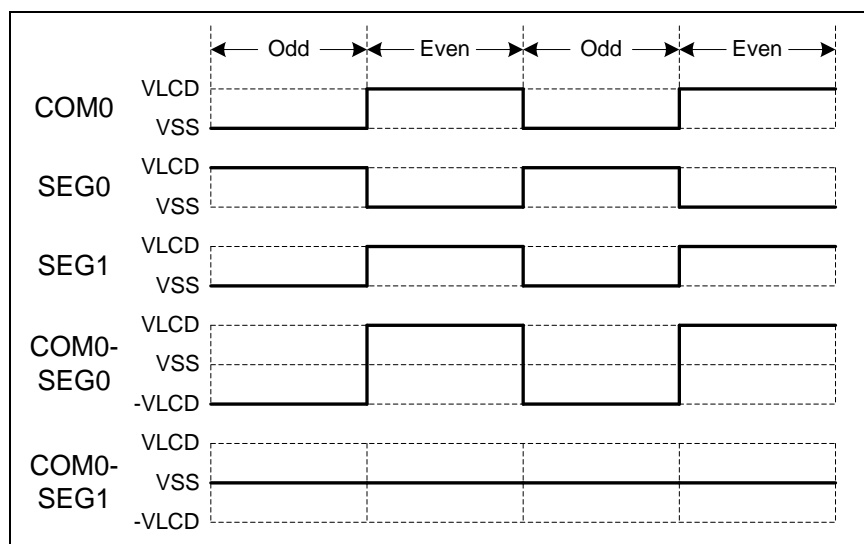 Odd Even Odd Even
COM0
VLCD
VSS
SEG0
VLCD
VSS
SEG1
VLCD
VSS
COM0-
SEG0
VLCD
VSS
-VLCD
COM0-
SEG1
VLCD
VSS
-VLCD